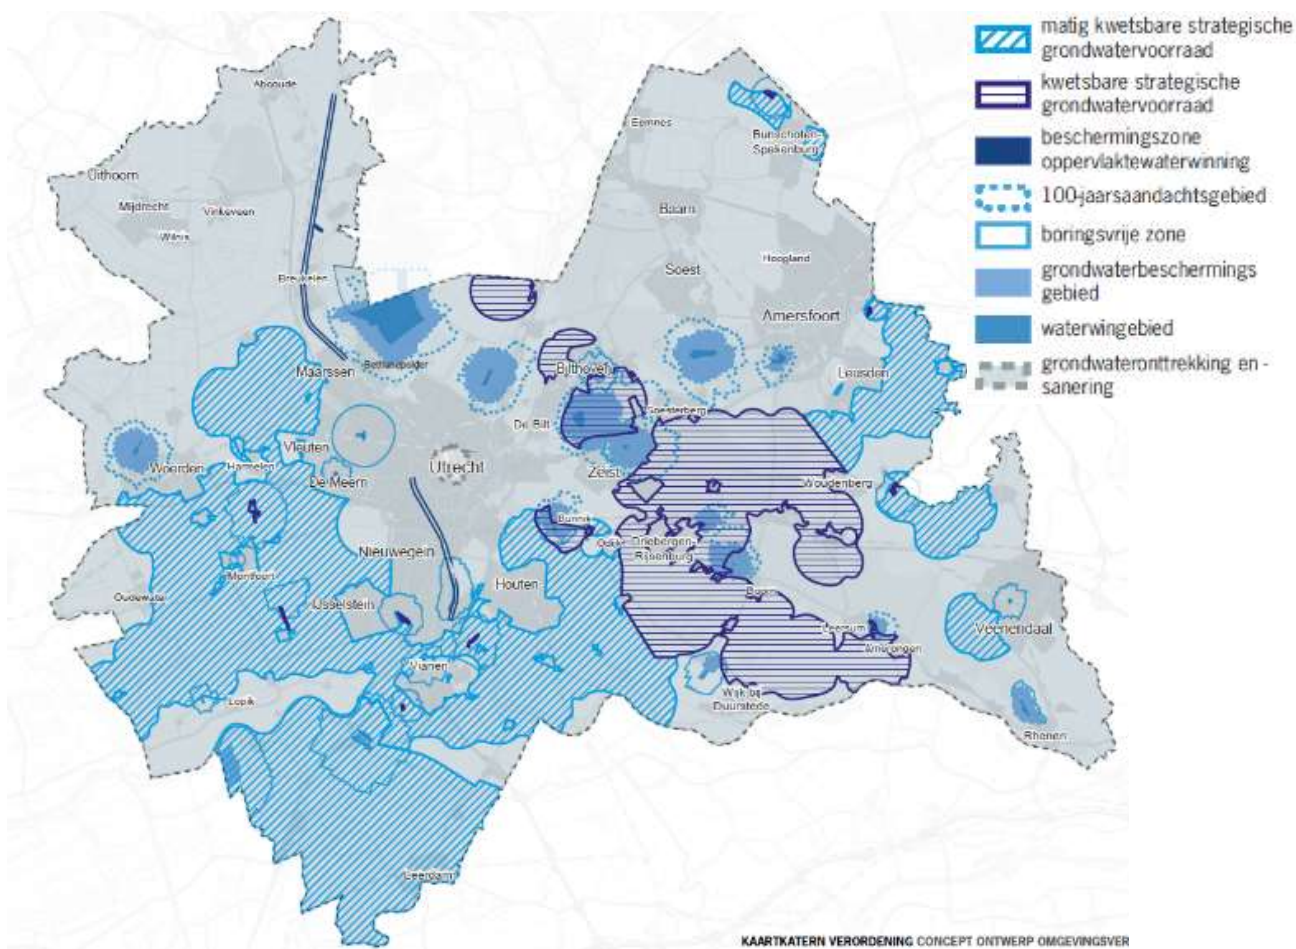 matig kwetsbare strategische
grondwatervoorraad
kwetsbare strategische
grondwatervoorraad
beschermingszone
oppervlaktewaterwinning
100-jaarsaandachtsgebied
boringsvrije zone
grondwaterbeschermings
gebied
waterwingebied
grondwateronttrekking en -
sanering
Abcoude
Eemnes
Bunschoten-
Spakenburg
Uithoorn
Mijdrecht
Vinkeveen
Wilnis
Baarn
Hoogland
Soest
Breukelen
Amersfoort
Bethunepolder
Maarssen
Bilthoven
Leusden
Soesterberg
De Bilt
Vleuten
Woerden
Harmelen
Utrecht
Zeist
De Meern
Woudenberg
Bunnik
Odijk
Driebergen-
Rijsenburg
Nieuwegein
Montfoort
Houten
Doorn
Oudewater
IJsselstein
Leersum
Veenendaal
Amerongen
Vianen
Lopik
Wijk bij
Duurstede
Rhenen
Leerdam
KAARTKATERN VERORDENING CONCEPT ONTWERP OMGEVINGSVER